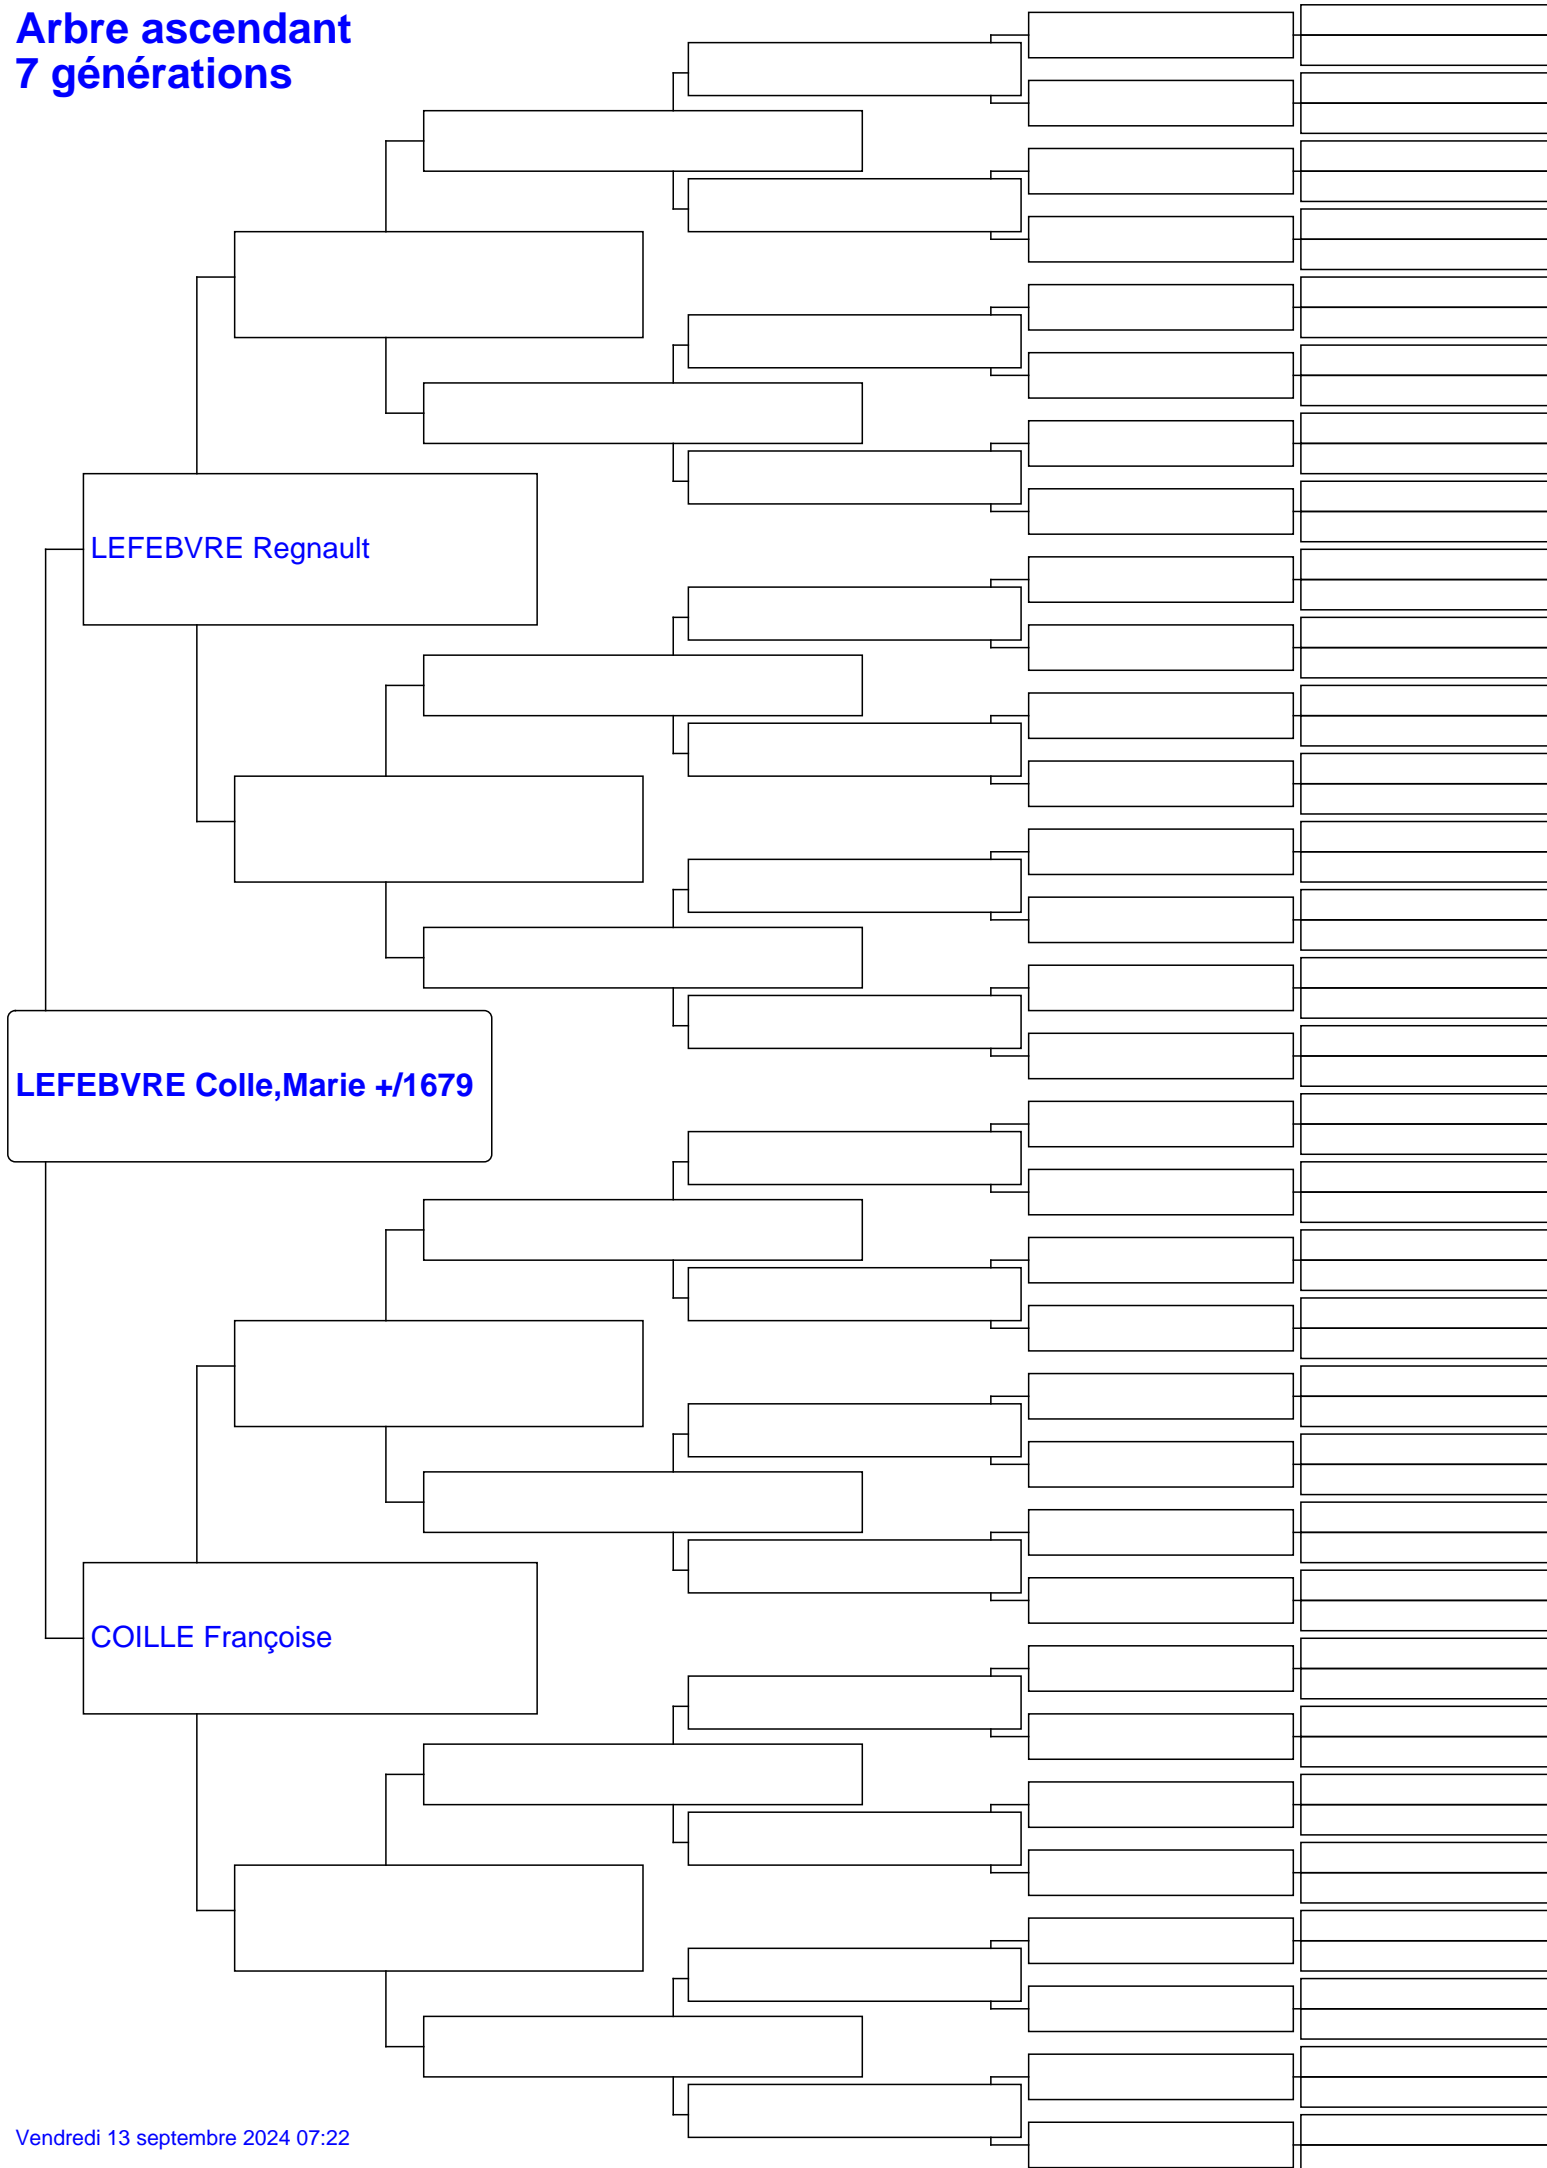 Arbre ascendant
7 générations
LEFEBVRE Regnault
LEFEBVRE Colle,Marie +/1679
COILLE Françoise
Vendredi 13 septembre 2024 07:22